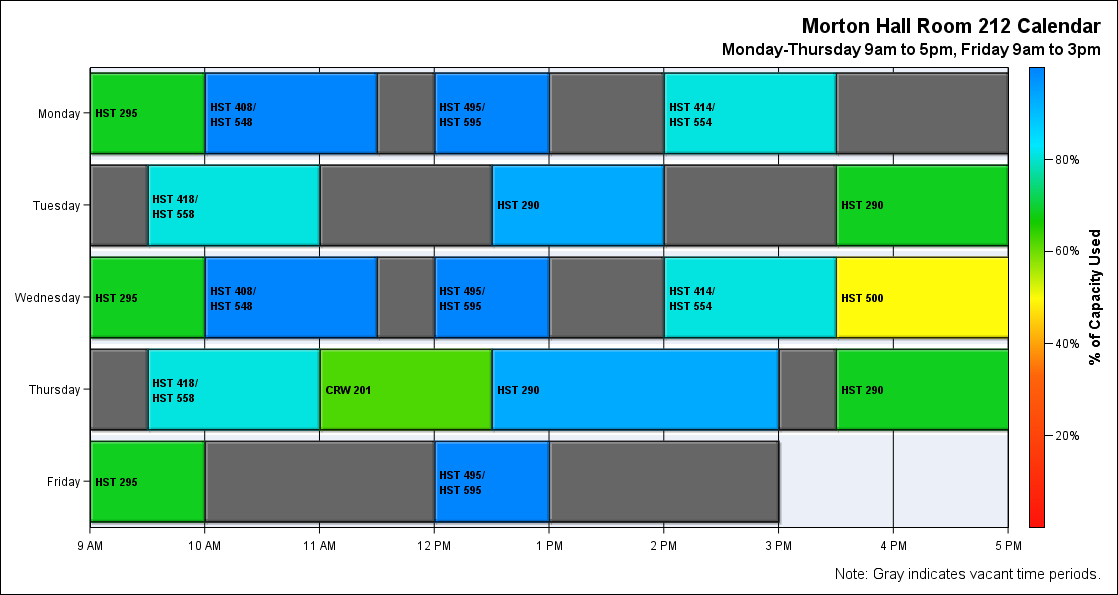 Morton Hall Room 212 Calendar
Monday-Thursday 9am to 5pm, Friday 9am to 3pm
Monday
HST 295
HST 408/
HST 548
HST 495/
HST 595
HST 414/
HST 554
Tuesday
HST 418/
HST 558
HST 290
HST 290
Wednesday
HST 295
HST 408/
HST 548
HST 495/
HST 595
HST 414/
HST 554
HST 500
Thursday
HST 418/
HST 558
CRW 201
HST 290
HST 290
Friday
HST 295
HST 495/
HST 595
9 AM
10 AM
11 AM
12 PM
1 PM
2 PM
3 PM
4 PM
5 PM
80%
60%
40%
20%
% of Capacity Used
Note: Gray indicates vacant time periods.